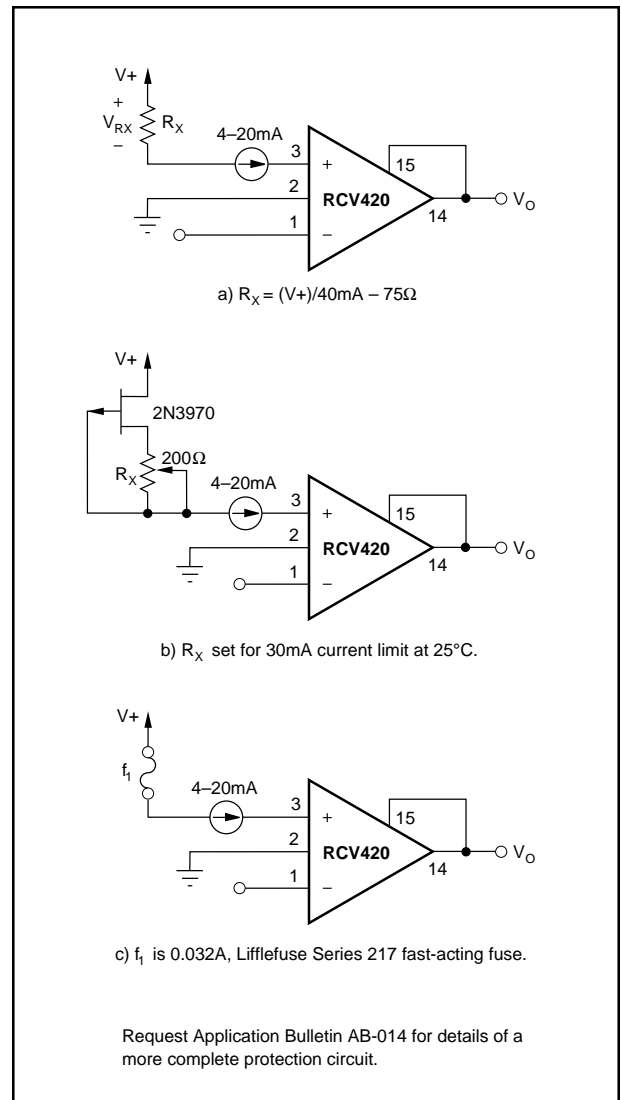 V+
+
V_RX R_X
–
4–20mA
3
+
15
2
RCV420
14
V_O
1
–
a) R_X = (V+)/40mA – 75Ω
V+
2N3970
200Ω
R_X
4–20mA
3
+
15
2
RCV420
14
V_O
1
–
b) R_X set for 30mA current limit at 25°C.
V+
f_1
4–20mA
3
+
15
2
RCV420
14
V_O
1
–
c) f_1 is 0.032A, Lifflefuse Series 217 fast-acting fuse.
Request Application Bulletin AB-014 for details of a
more complete protection circuit.